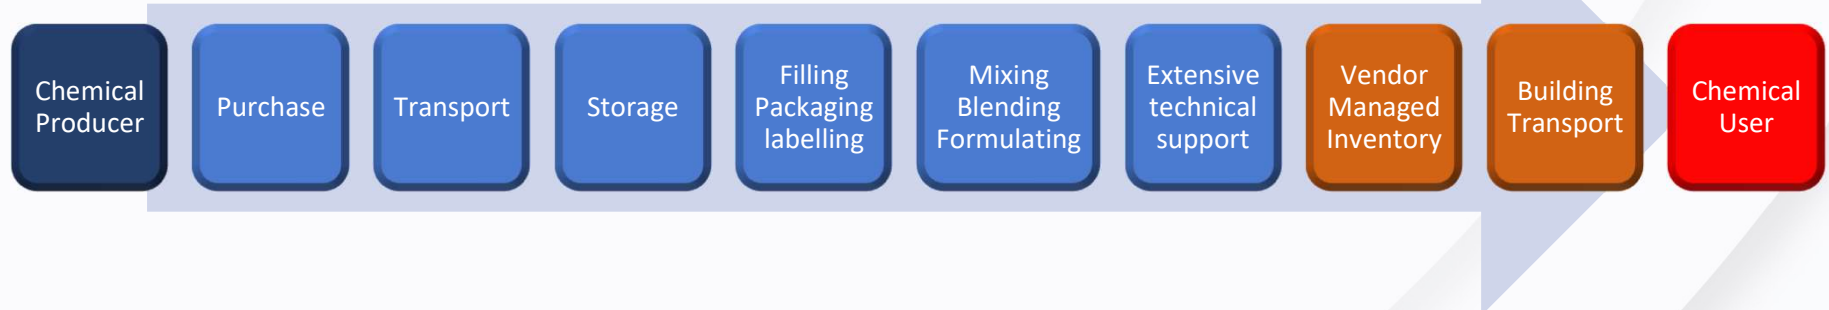 Chemical
Producer
Purchase
Transport
Storage
Filling
Packaging
labelling
Mixing
Blending
Formulating
Extensive
technical
support
Vendor
Managed
Inventory
Building
Transport
Chemical
User